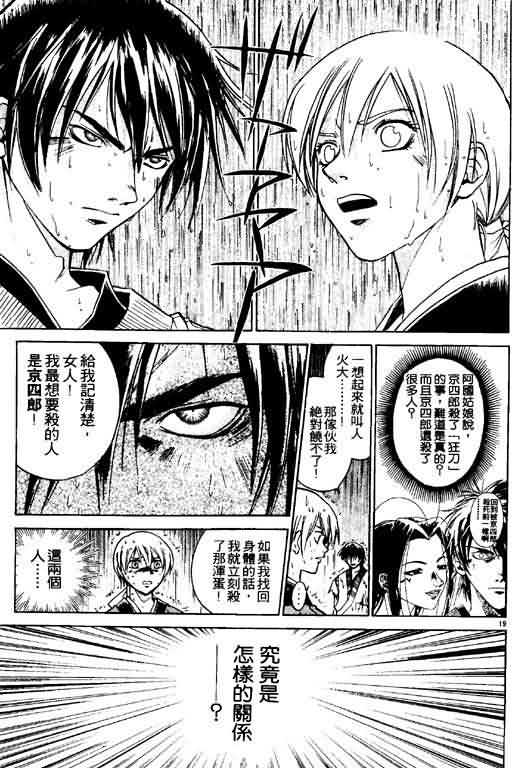 阿國姑娘說，
京四郎殺了「狂刀」
的事，難道是真的？
而且京四郎還殺了
很多人？
一想起來就叫人
火大…………！
那傢伙我
絕對饒不了！
給我記清楚，
女人！
我最想要殺的人
是京四郎！
如果我找回
身體的話，
我就立刻殺
了那渾蛋！
……
這兩個
人……
19
究竟是
怎樣的關係
——？